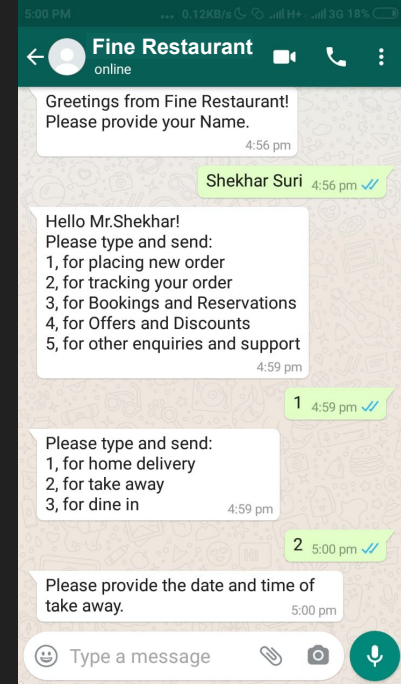 5:00 PM ... 0.12KB/s H+ 3G 18%
Fine Restaurant
online
Greetings from Fine Restaurant!
Please provide your Name.
4:56 pm
Shekhar Suri 4:56 pm
Hello Mr.Shekhar!
Please type and send:
1, for placing new order
2, for tracking your order
3, for Bookings and Reservations
4, for Offers and Discounts
5, for other enquiries and support
4:59 pm
1 4:59 pm
Please type and send:
1, for home delivery
2, for take away
3, for dine in 4:59 pm
2 5:00 pm
Please provide the date and time of
take away. 5:00 pm
Type a message